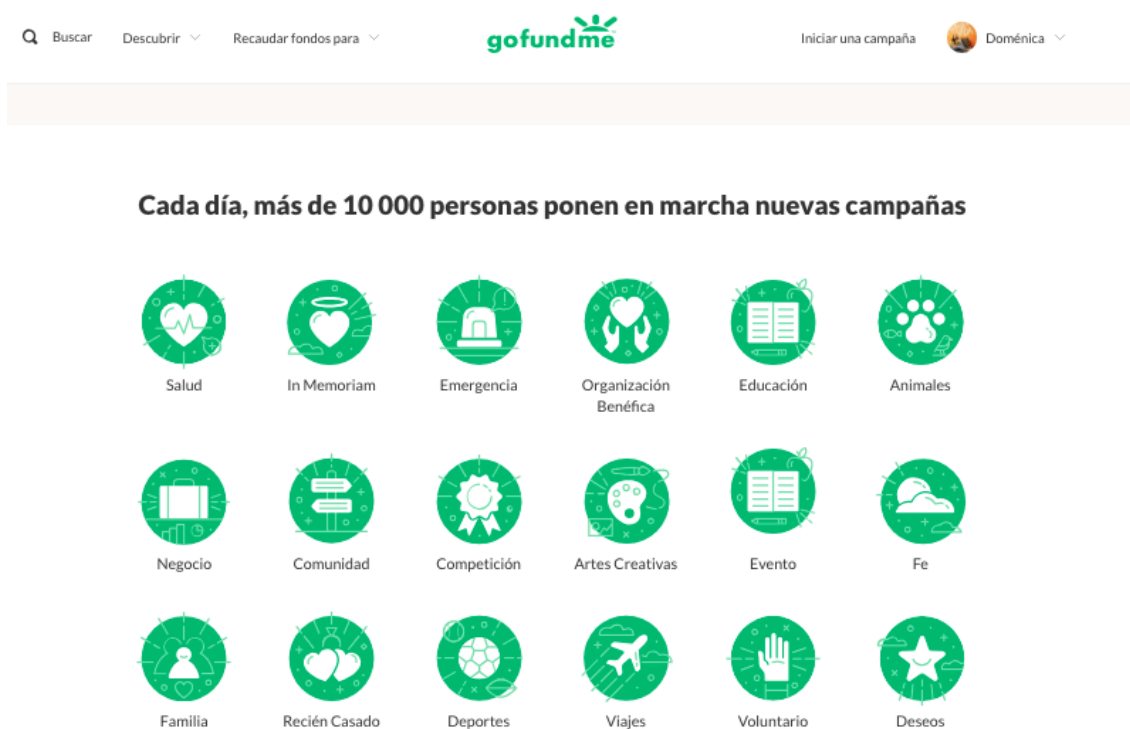 Buscar Descubrir Recaudar fondos para gofundme Iniciar una campaña Doménica
Cada día, más de 10 000 personas ponen en marcha nuevas campañas
Salud In Memoriam Emergencia Organización Educación Animales
Benéfica
Negocio Comunidad Competición Artes Creativas Evento Fe
Familia Recién Casado Deportes Viajes Voluntario Deseos